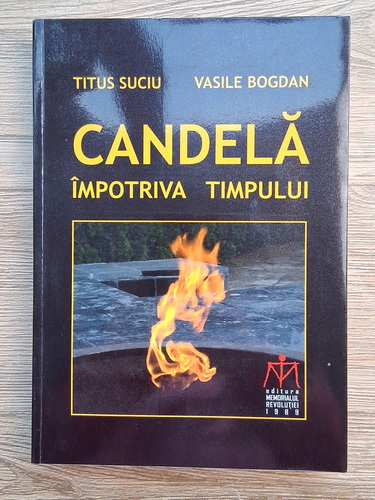 TITUS SUCIU VASILE BOGDAN
CANDELĂ
ÎMPOTRIVA TIMPULUI
editura
MEMORIALUL
REVOLUȚIEI
1989